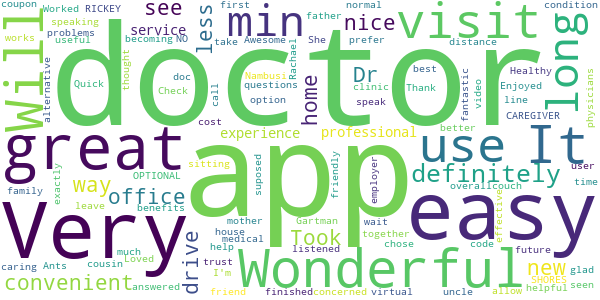 coupon
Worked RICKEY
speaking
problems
useful
becoming NO
works
see
service
less
min
first
father
take Awesome
She
nice
normal
prefer
visit
distance
condition
long
physicians
Will
doctor
alternative
Quick
thought
doc
Check
call
questions
option
Nambusi
Rachael
Dr
clinic
speak
best
Thank
fantastic
video
Healthy
Enjoyed
line
CAREGIVER
better
great
home
cost
experience
professional
use It
app
way
exactly
OPTIONAL
sitting
suposed
friendly
employer
definitely
overallcouch
user
family
office
time
leave
benefits
Very
drive
mother
Gartman
Took
wait
together
easy
effective
house
medical
listened
chose
code
future
new
glad
caring Ants
Loved
cousin
much
trust
help
I'm
Wonderful
SHORES
helpful
seen
convenient
answered
friend
finished
concerned
virtual
uncle
allow